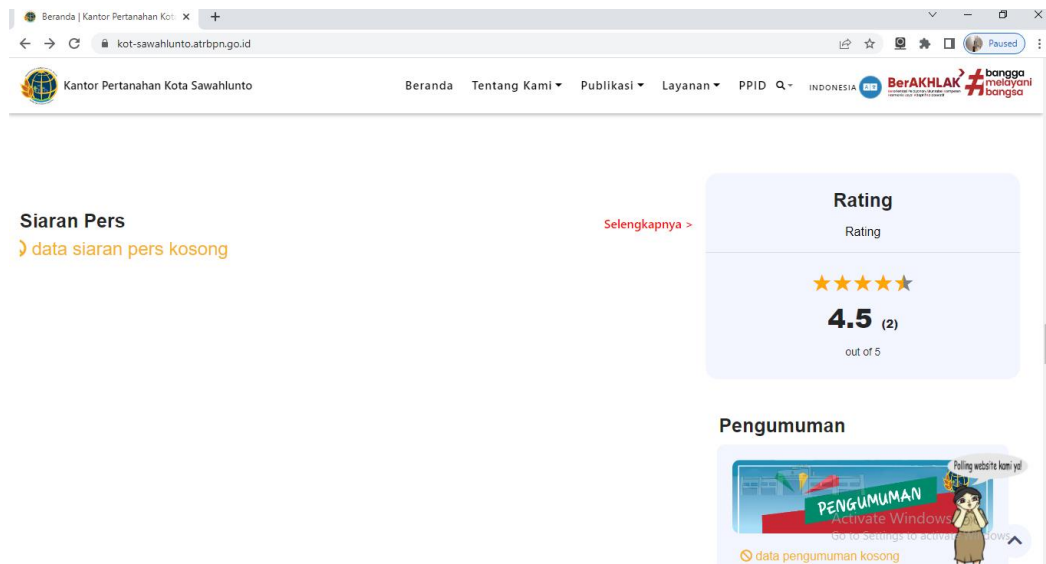 Beranda | Kantor Pertanahan Kot
kot-sawahlunto.atrbpn.go.id
Paused
Kantor Pertanahan Kota Sawahlunto
Beranda Tentang Kami Publikasi Layanan PPID INDONESIA
BerAKHLAK
# bangga melayani bangsa
Siaran Pers
Selengkapnya >
data siaran pers kosong
Rating
Rating
4.5 (2)
out of 5
Pengumuman
Polling website kami ya!
PENGUMUMAN
Activate Windows
Go to Settings to activate Windows
data pengumuman kosong